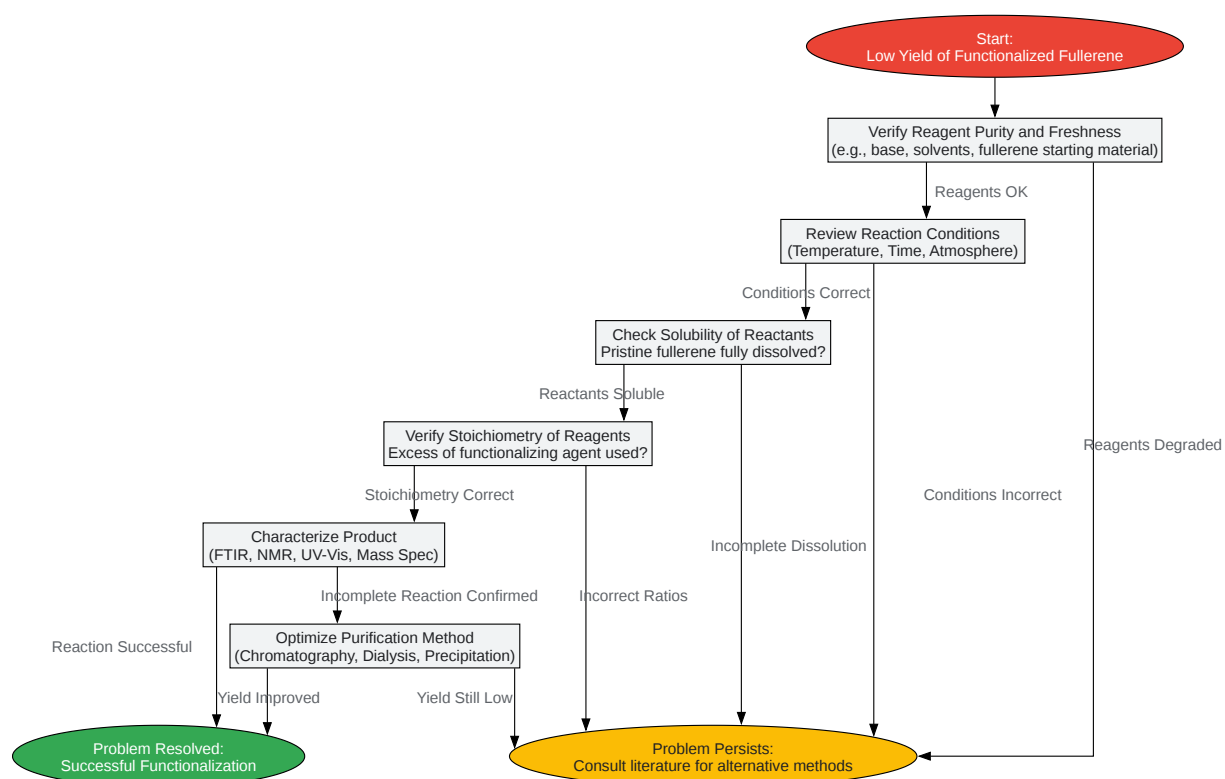 Start:
Low Yield of Functionalized Fullerene
Verify Reagent Purity and Freshness
(e.g., base, solvents, fullerene starting material)
Reagents OK
Review Reaction Conditions
(Temperature, Time, Atmosphere)
Conditions Correct
Check Solubility of Reactants
Pristine fullerene fully dissolved?
Reactants Soluble
Verify Stoichiometry of Reagents
Excess of functionalizing agent used?
Reagents Degraded
Stoichiometry Correct
Conditions Incorrect
Characterize Product
(FTIR, NMR, UV-Vis, Mass Spec)
Incomplete Dissolution
Incomplete Reaction Confirmed
Incorrect Ratios
Optimize Purification Method
(Chromatography, Dialysis, Precipitation)
Reaction Successful
Yield Improved
Yield Still Low
Problem Resolved:
Successful Functionalization
Problem Persists:
Consult literature for alternative methods